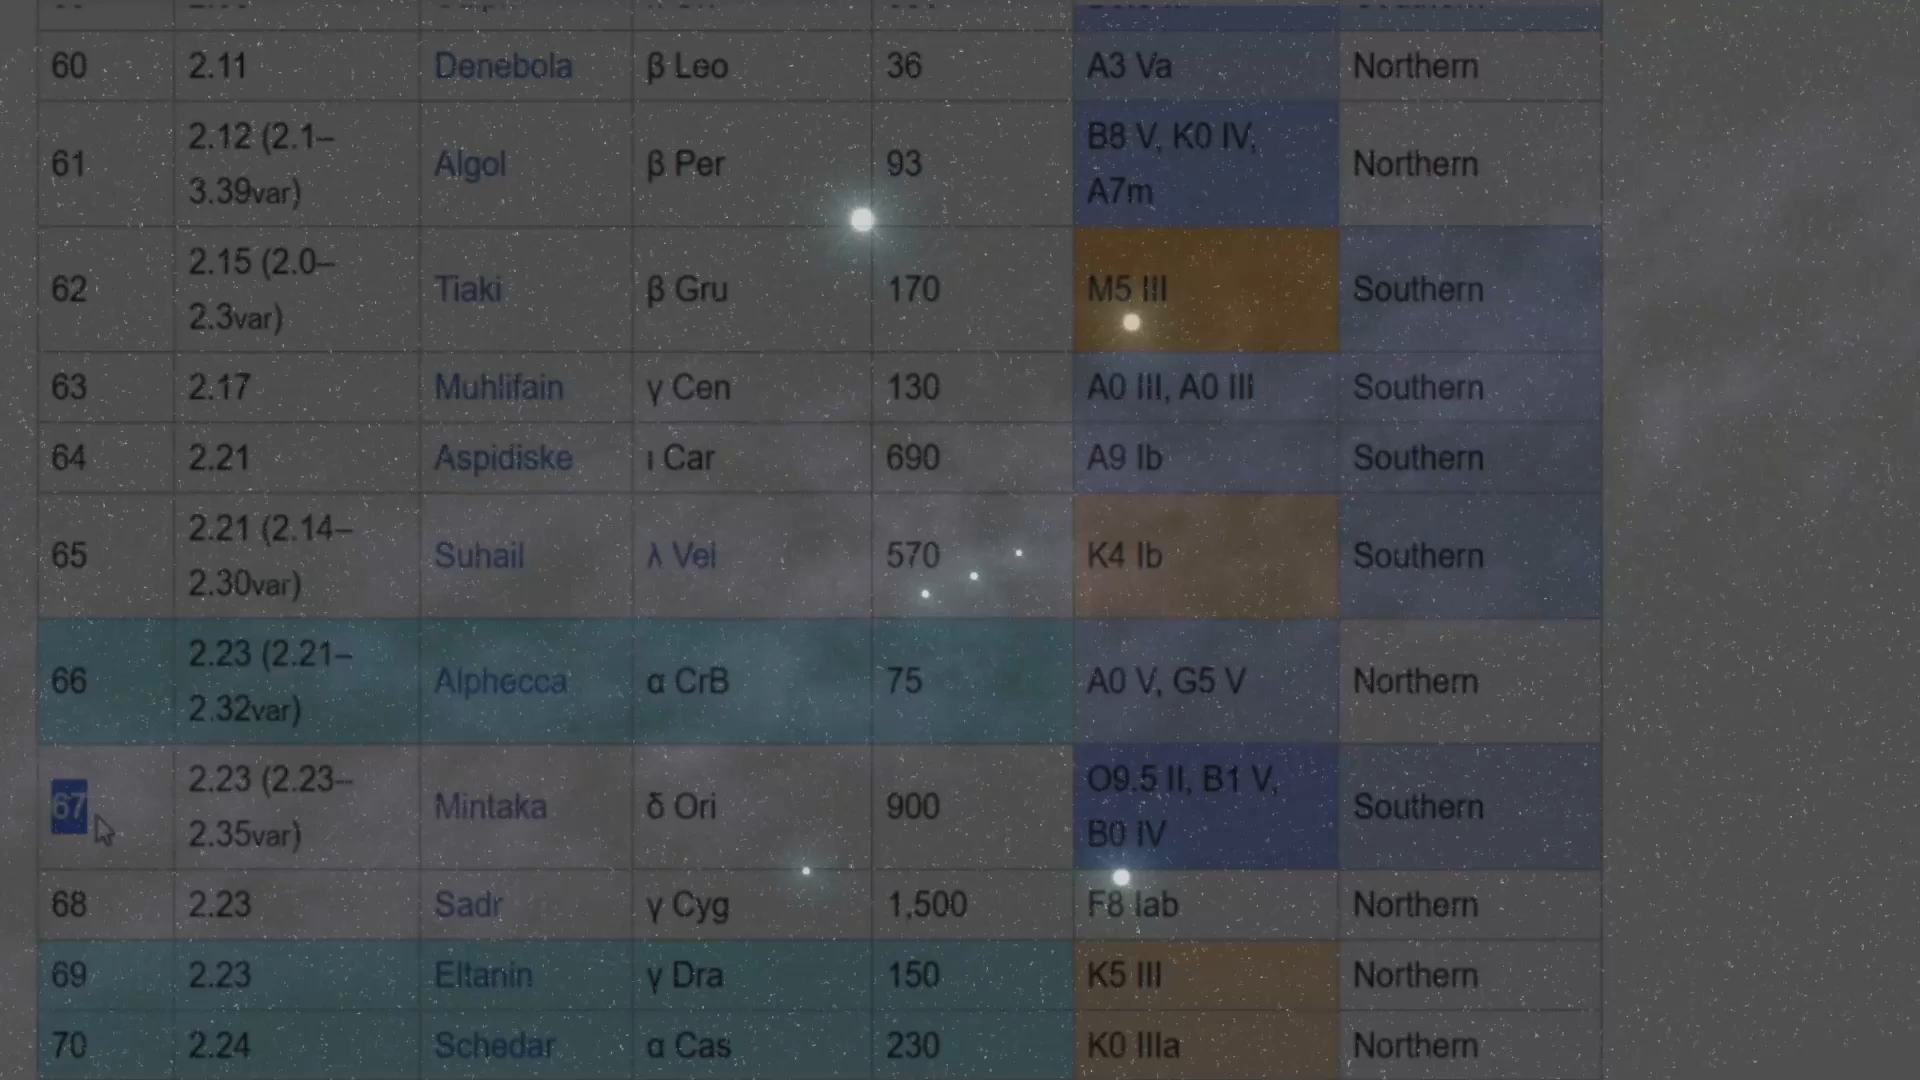 60 2.11 Denebola β Leo 36 A3 Va Northern
61 2.12 (2.1–3.39var) Algol β Per 93 B8 V, K0 IV, A7m Northern
62 2.15 (2.0–2.3var) Tiaki β Gru 170 M5 III Southern
63 2.17 Muhlifain γ Cen 130 A0 III, A0 III Southern
64 2.21 Aspidiske ι Car 690 A9 Ib Southern
65 2.21 (2.14–2.30var) Suhail λ Vel 570 K4 Ib Southern
66 2.23 (2.21–2.32var) Alphecca α CrB 75 A0 V, G5 V Northern
67 2.23 (2.23–2.35var) Mintaka δ Ori 900 O9.5 II, B1 V, B0 IV Southern
68 2.23 Sadr γ Cyg 1,500 F8 Iab Northern
69 2.23 Eltanin γ Dra 150 K5 III Northern
70 2.24 Schedar α Cas 230 K0 IIIa Northern